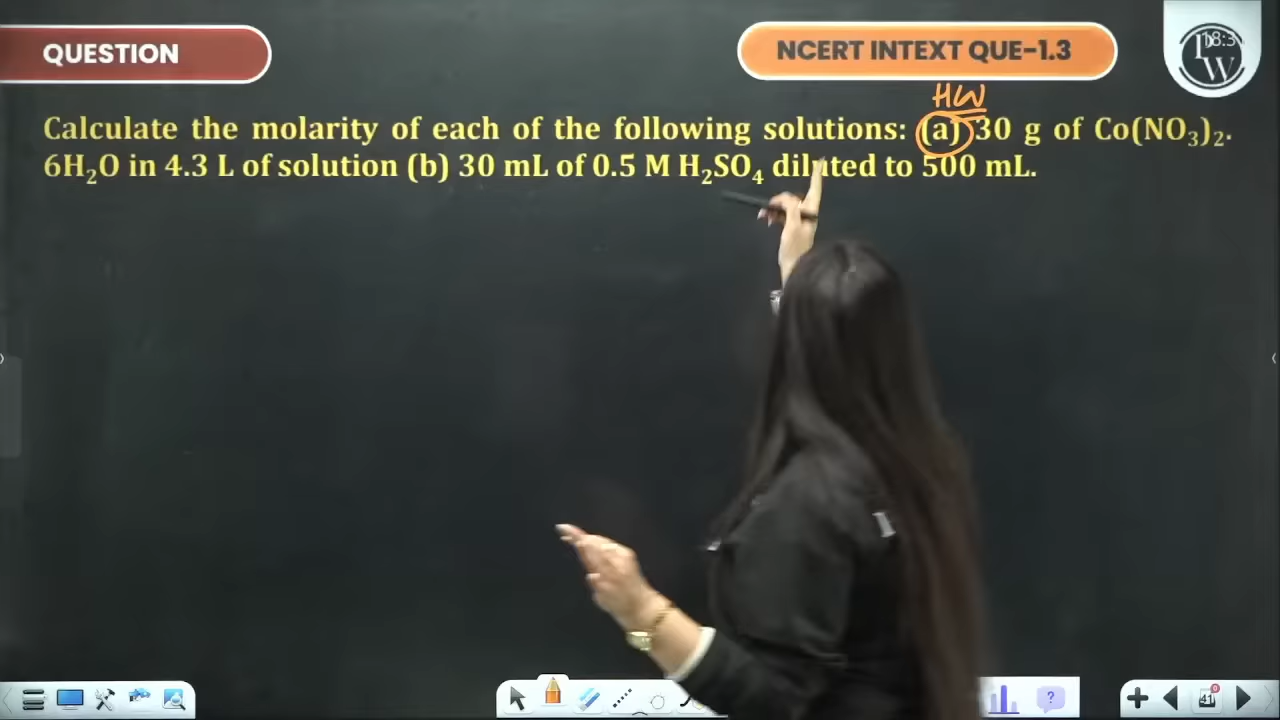 QUESTION
NCERT INTEXT QUE-1.3
HW
Calculate the molarity of each of the following solutions: (a) 30 g of Co(NO₃)₂.
6H₂O in 4.3 L of solution (b) 30 mL of 0.5 M H₂SO₄ diluted to 500 mL.
41